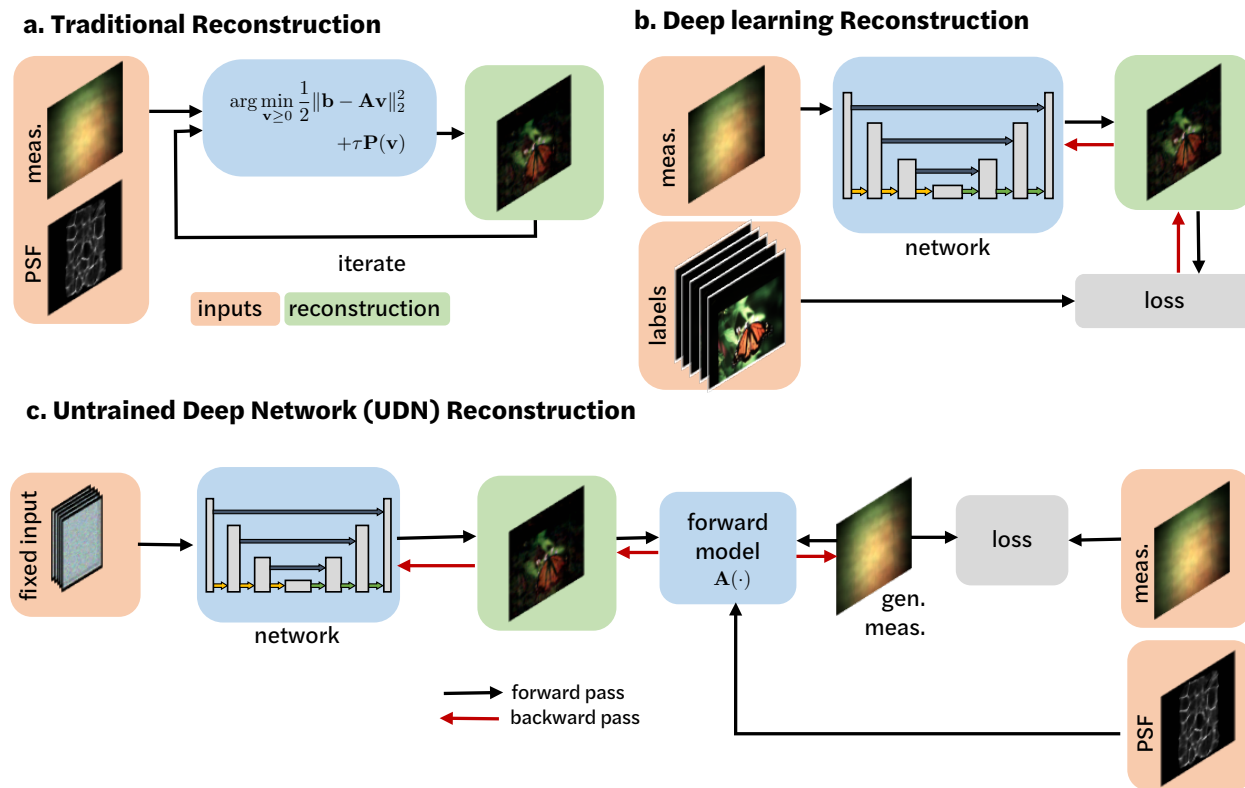 a. Traditional Reconstruction
meas.
PSF
arg min 1/2 ‖b − Av‖₂²
v≥0
+τP(v)
iterate
inputs
reconstruction
b. Deep learning Reconstruction
meas.
labels
network
loss
c. Untrained Deep Network (UDN) Reconstruction
fixed input
network
forward
model
A(·)
gen.
meas.
loss
meas.
PSF
forward pass
backward pass